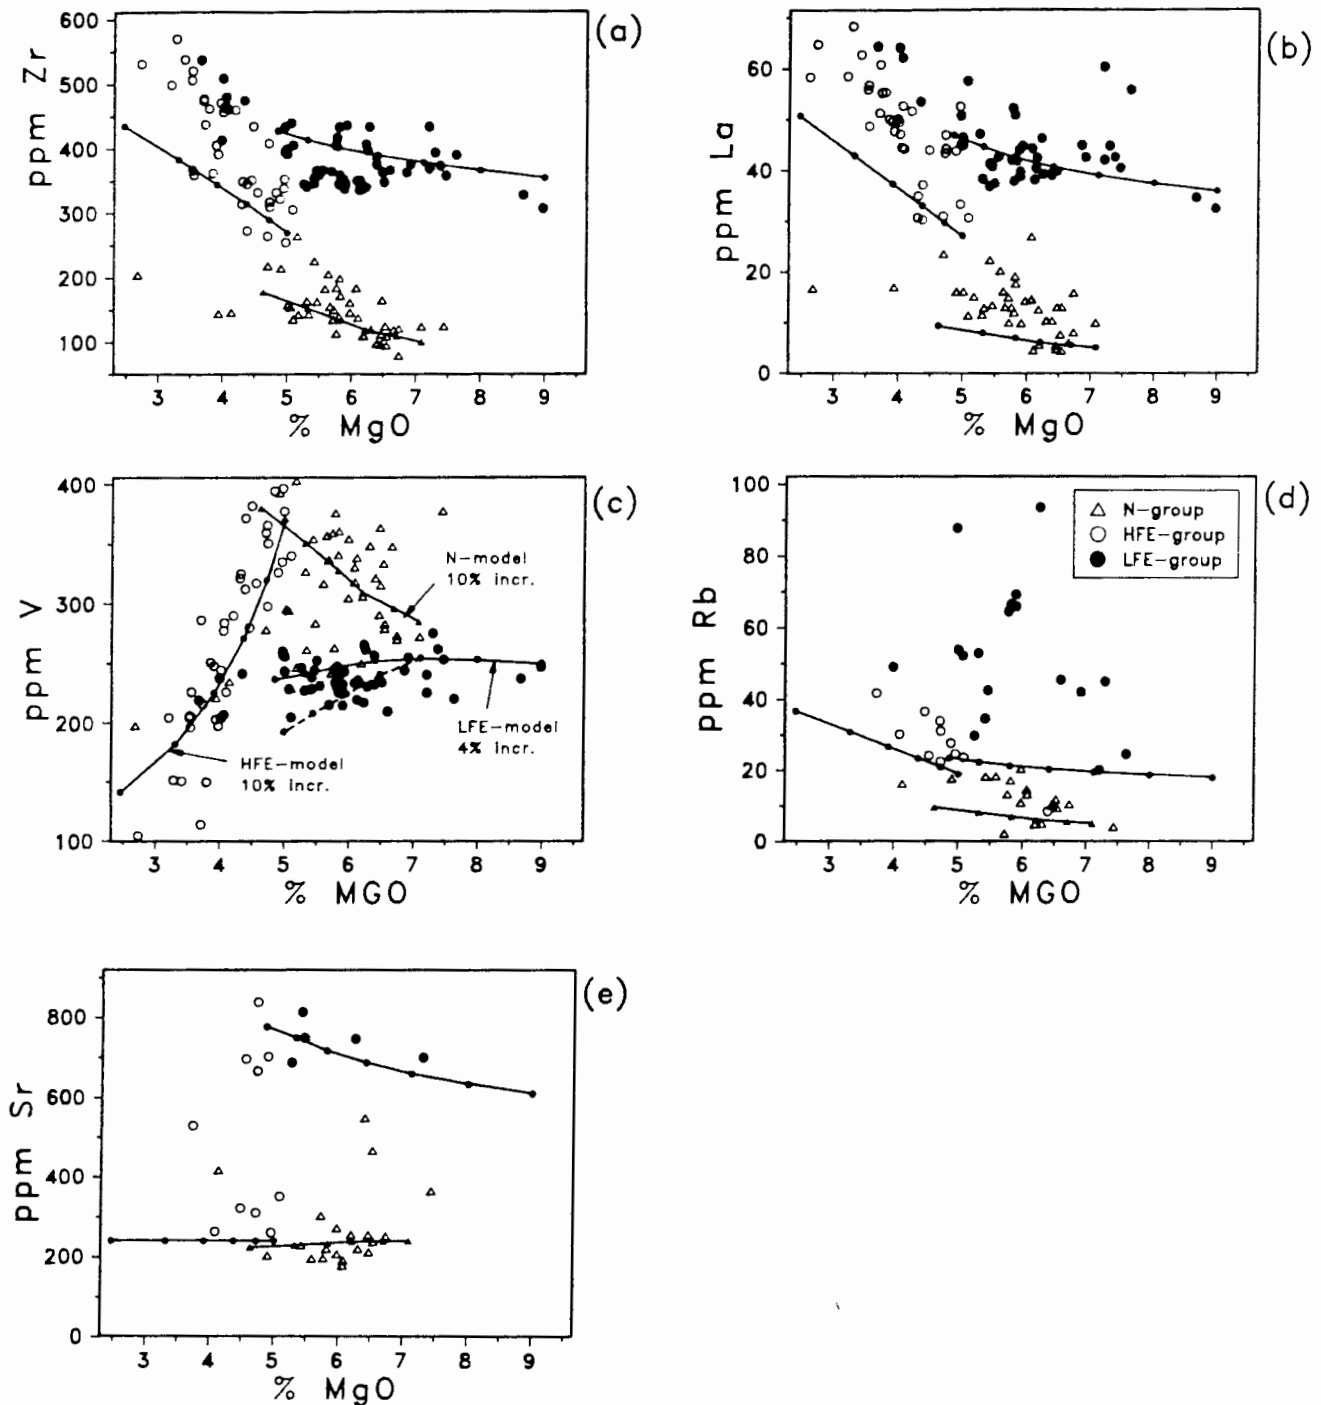 (a)
ppm Zr
600
500
400
300
200
100
3 4 5 6 7 8 9
% MgO
(b)
ppm La
60
40
20
0
3 4 5 6 7 8 9
% MgO
(c)
ppm V
400
300
200
100
N-model
10% incr.
LFE-model
4% incr.
HFE-model
10% incr.
3 4 5 6 7 8 9
% MGO
(d)
ppm Rb
100
80
60
40
20
0
N-group
HFE-group
LFE-group
3 4 5 6 7 8 9
% MGO
(e)
ppm Sr
800
600
400
200
0
3 4 5 6 7 8 9
% MgO